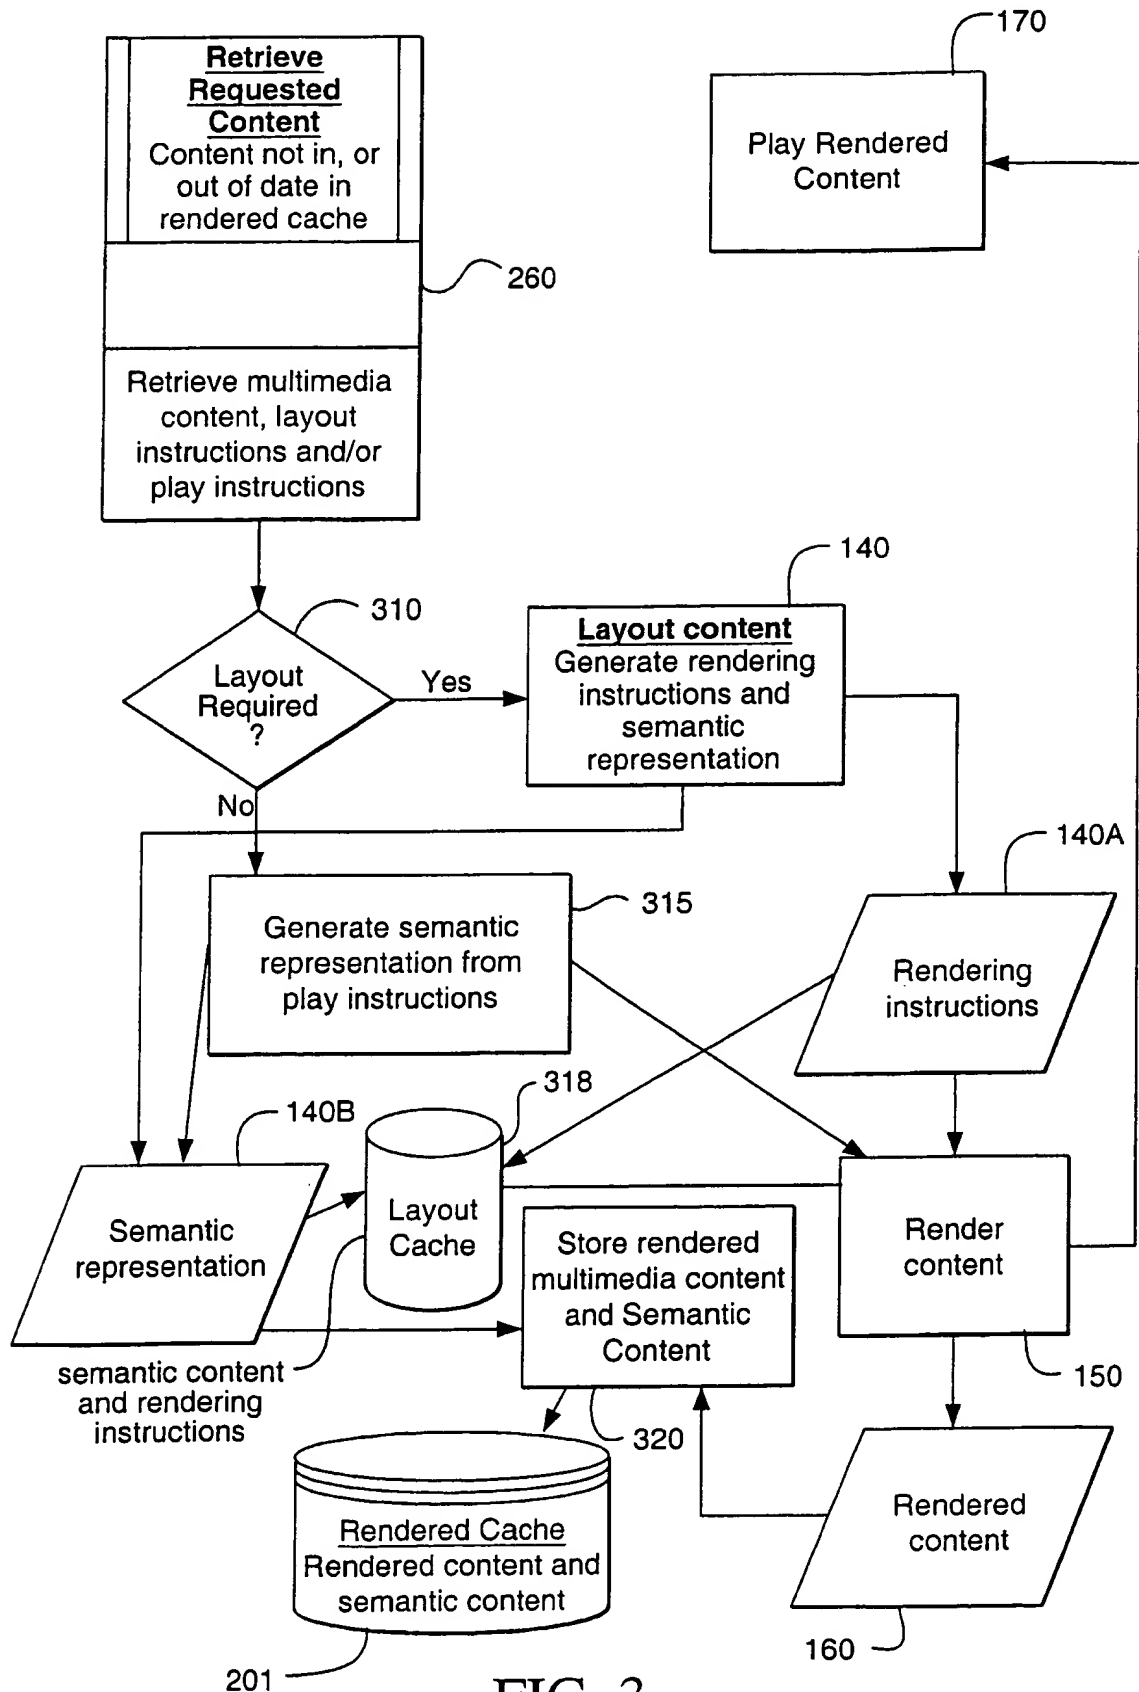 170
Retrieve
Requested
Content
Content not in, or
out of date in
rendered cache
Play Rendered
Content
260
Retrieve multimedia
content, layout
instructions and/or
play instructions
140
310
Layout content
Generate rendering
instructions and
semantic
representation
Layout
Required
?
Yes
No
140A
315
Generate semantic
representation from
play instructions
Rendering
instructions
318
140B
Layout
Cache
Semantic
representation
Store rendered
multimedia content
and Semantic
Content
Render
content
semantic content
and rendering
instructions
150
320
Rendered Cache
Rendered content and
semantic content
Rendered
content
160
201
FIG. 3